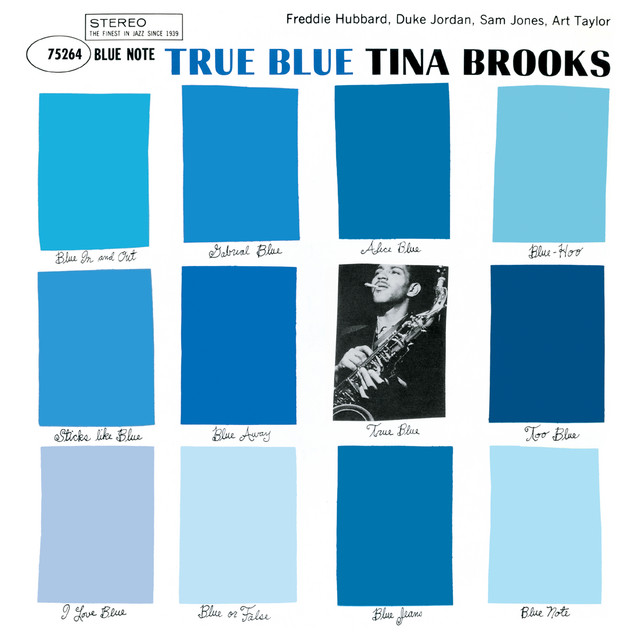 Freddie Hubbard, Duke Jordan, Sam Jones, Art Taylor
STEREO
THE FINEST IN JAZZ SINCE 1939
75264 BLUE NOTE TRUE BLUE TINA BROOKS
Blue In and Out
Gabrial Blue
Alice Blue
Blue-Hoo
Sticks like Blue
Blue Away
True Blue
Too Blue
I Love Blue
Blue or False
Blue Jeans
Blue Note